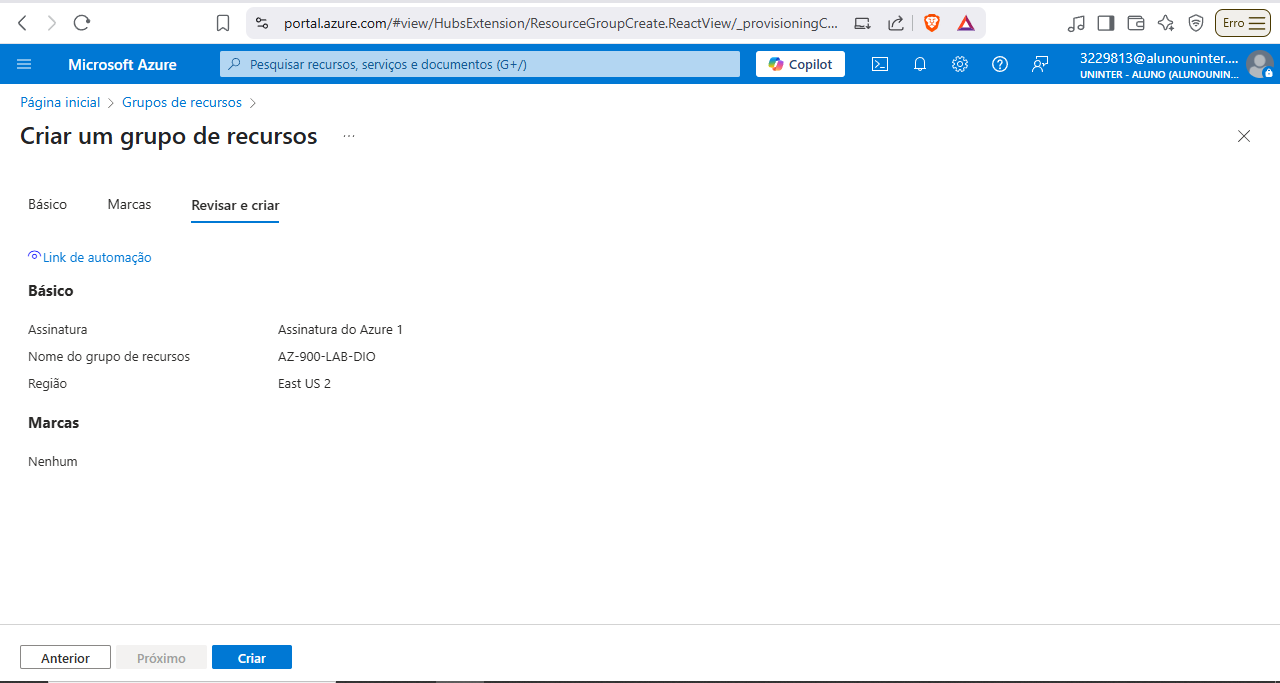 portal.azure.com/#view/HubsExtension/ResourceGroupCreate.ReactView/_provisioningC...
Erro
Microsoft Azure
Pesquisar recursos, serviços e documentos (G+/)
Copilot
3229813@alunouninter....
UNINTER - ALUNO (ALUNOUNIN...
Página inicial > Grupos de recursos >
Criar um grupo de recursos ...
Básico Marcas Revisar e criar
Link de automação
Básico
Assinatura Assinatura do Azure 1
Nome do grupo de recursos AZ-900-LAB-DIO
Região East US 2
Marcas
Nenhum
Anterior Próximo Criar